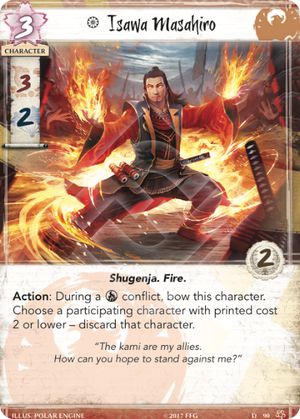 3
Isawa Masahiro
CHARACTER
3
2
2
Shugenja. Fire.
Action: During a conflict, bow this character.
Choose a participating character with printed cost
2 or lower – discard that character.
"The kami are my allies.
How can you hope to stand against me?"
ILLUS. POLAR ENGINE
©2017 FFG
D 90